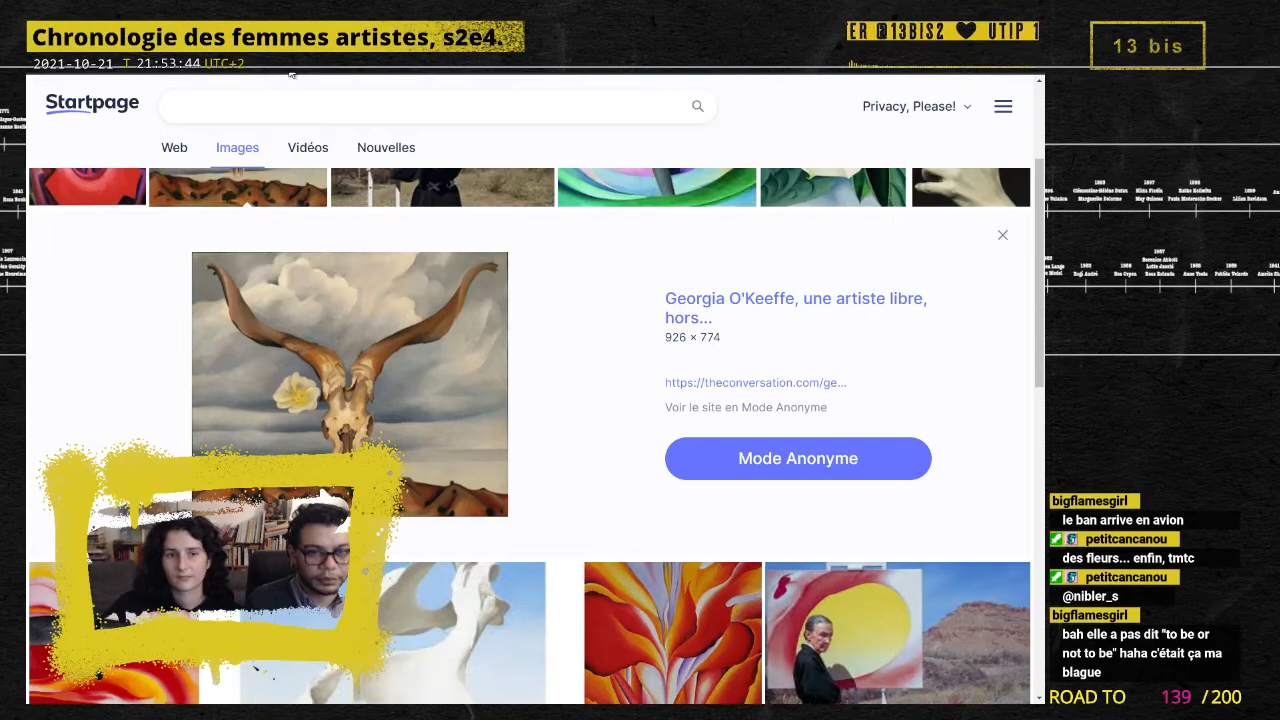 Chronologie des femmes artistes, s2e4.
2021-10-21 T 21:53:44 UTC+2
ER @13BIS2 ♥ UTIP 1
13 bis
Startpage
Privacy, Please!
Web Images Vidéos Nouvelles
Georgia O'Keeffe, une artiste libre,
hors...
926 × 774
https://theconversation.com/ge...
Voir le site en Mode Anonyme
Mode Anonyme
bigflamesgirl
le ban arrive en avion
petitcancanou
des fleurs... enfin, tmtc
petitcancanou
@nibler_s
bigflamesgirl
bah elle a pas dit "to be or
not to be" haha c'était ça ma
blague
ROAD TO 139 / 200